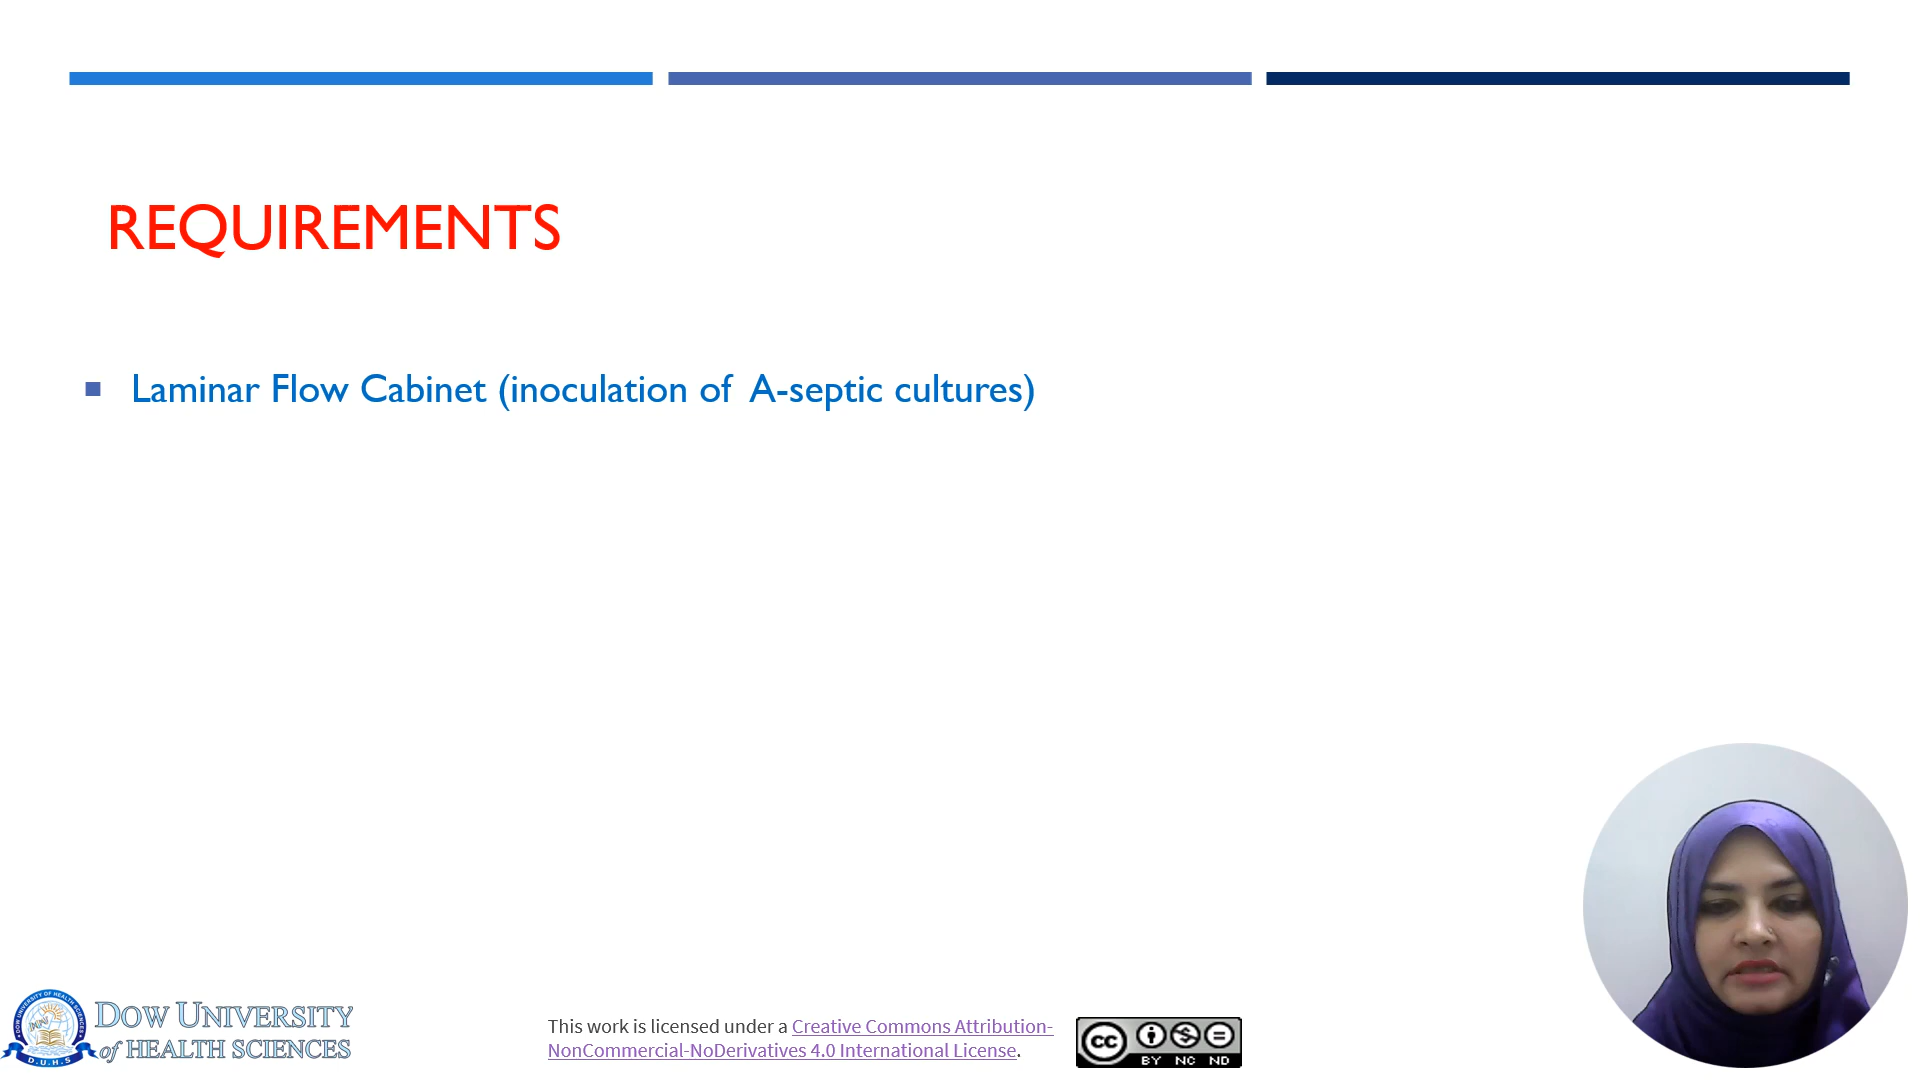 REQUIREMENTS
Laminar Flow Cabinet (inoculation of A-septic cultures)
DOW UNIVERSITY
of HEALTH SCIENCES
D.U.H.S
This work is licensed under a Creative Commons Attribution-
NonCommercial-NoDerivatives 4.0 International License.
cc
BY NC ND